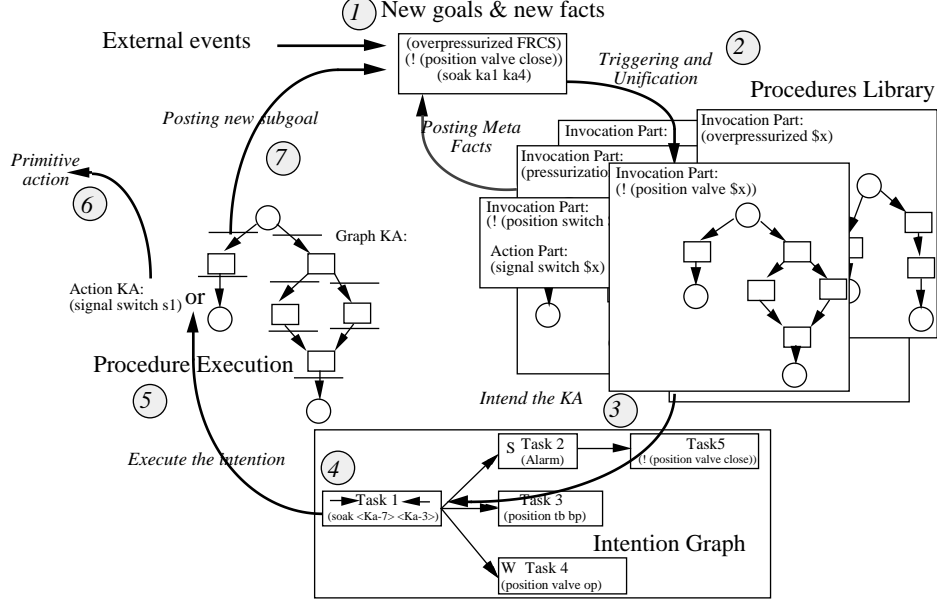 1
New goals & new facts
External events
(overpressurized FRCS)
(! (position valve close))
(soak ka1 ka4)
2
Triggering and
Unification
Procedures Library
Posting new subgoal
7
Posting Meta
Facts
Primitive
action
6
Invocation Part:
Invocation Part:
(overpressurized $x)
Invocation Part:
(pressurizatio
Invocation Part:
(! (position valve $x))
Invocation Part:
(! (position switch
Action Part:
(signal switch $x)
Graph KA:
Action KA:
(signal switch s1)
or
Procedure Execution
5
Intend the KA
3
Execute the intention
4
Task 1
(soak <Ka-7> <Ka-3>)
S Task 2
(Alarm)
Task5
(! (position valve close))
Task 3
(position tb bp)
W Task 4
(position valve op)
Intention Graph